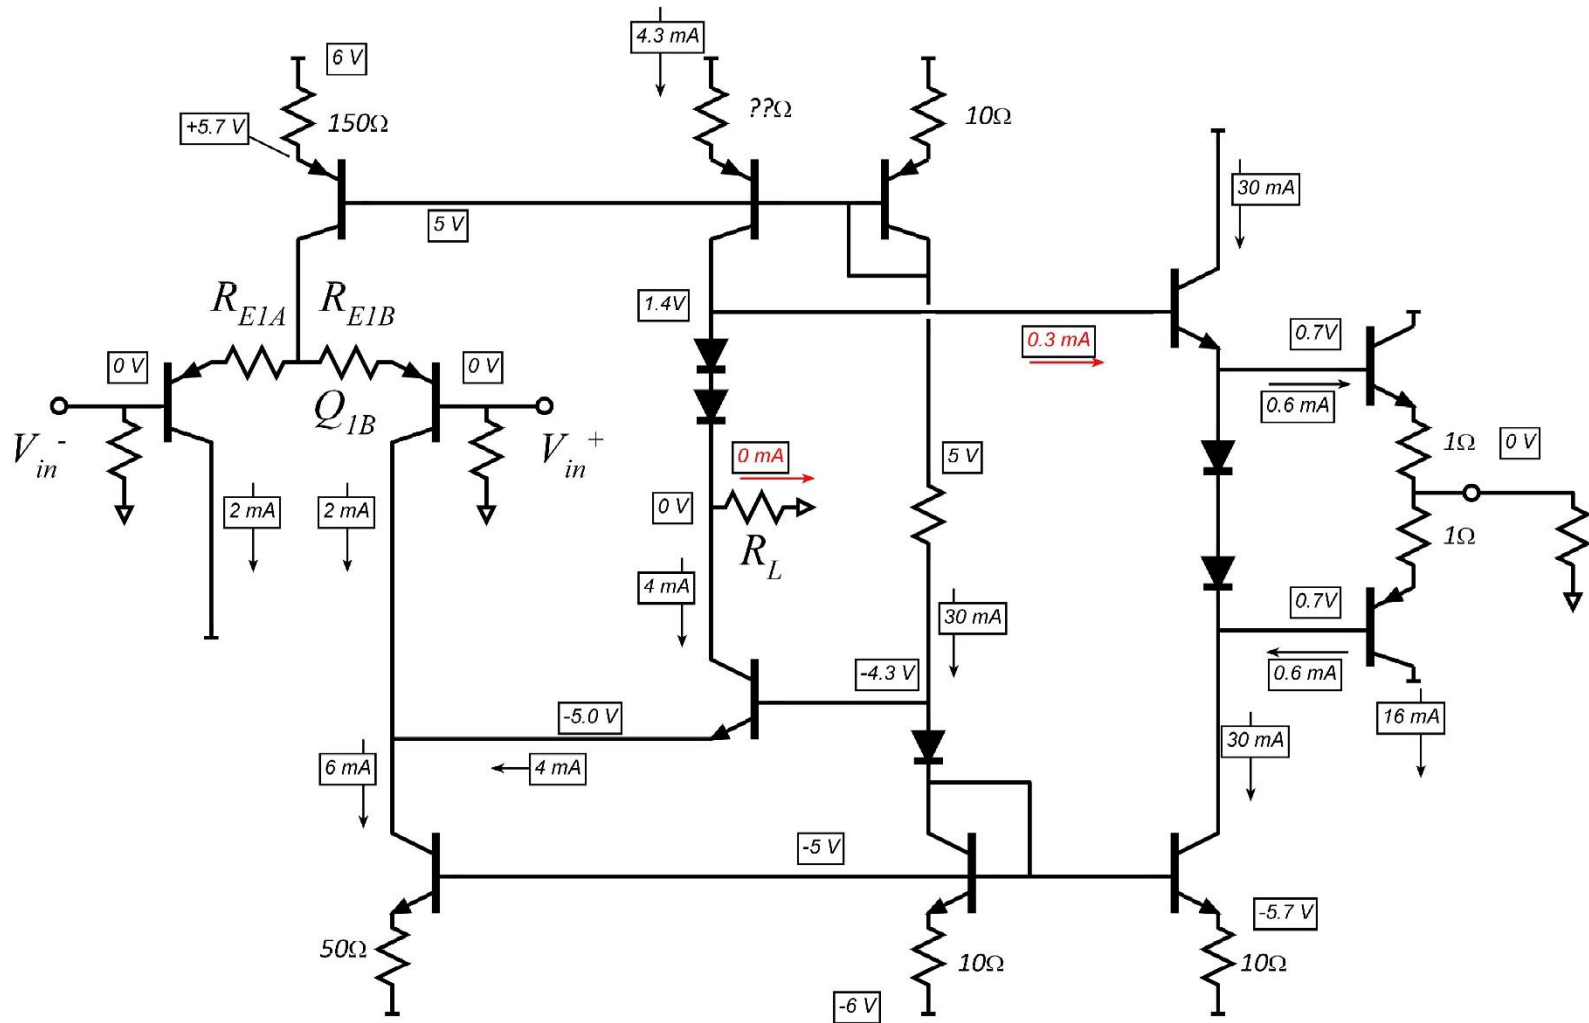 4.3 mA
6 V
??Ω
10Ω
+5.7 V
150Ω
30 mA
5 V
R_E1A
R_E1B
1.4V
0.3 mA
0.7V
0 V
0 V
0.6 mA
Q_1B
V_in^-
V_in^+
1Ω
0 V
0 mA
5 V
2 mA
2 mA
0 V
R_L
1Ω
4 mA
30 mA
0.7V
0.6 mA
-4.3 V
-5.0 V
16 mA
30 mA
6 mA
4 mA
-5 V
-5.7 V
50Ω
10Ω
10Ω
-6 V